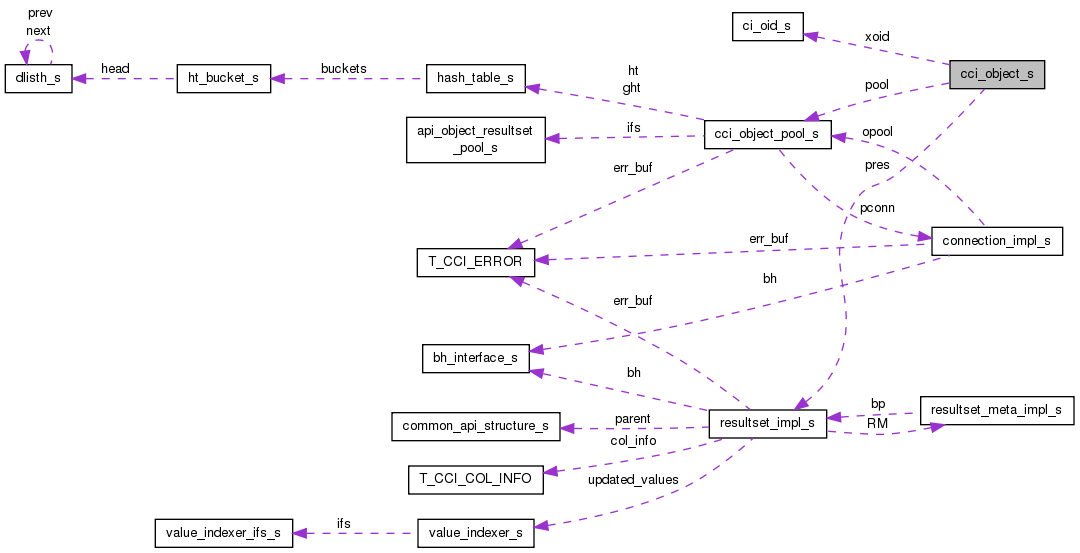 prev
next
ci_oid_s
xoid
dlisth_s
head
ht_bucket_s
buckets
hash_table_s
ht
ght
cci_object_s
pool
api_object_resultset
_pool_s
ifs
cci_object_pool_s
opool
err_buf
pres
pconn
T_CCI_ERROR
err_buf
connection_impl_s
bh
err_buf
bh_interface_s
bh
common_api_structure_s
parent
resultset_impl_s
bp
RM
resultset_meta_impl_s
col_info
T_CCI_COL_INFO
updated_values
value_indexer_ifs_s
ifs
value_indexer_s